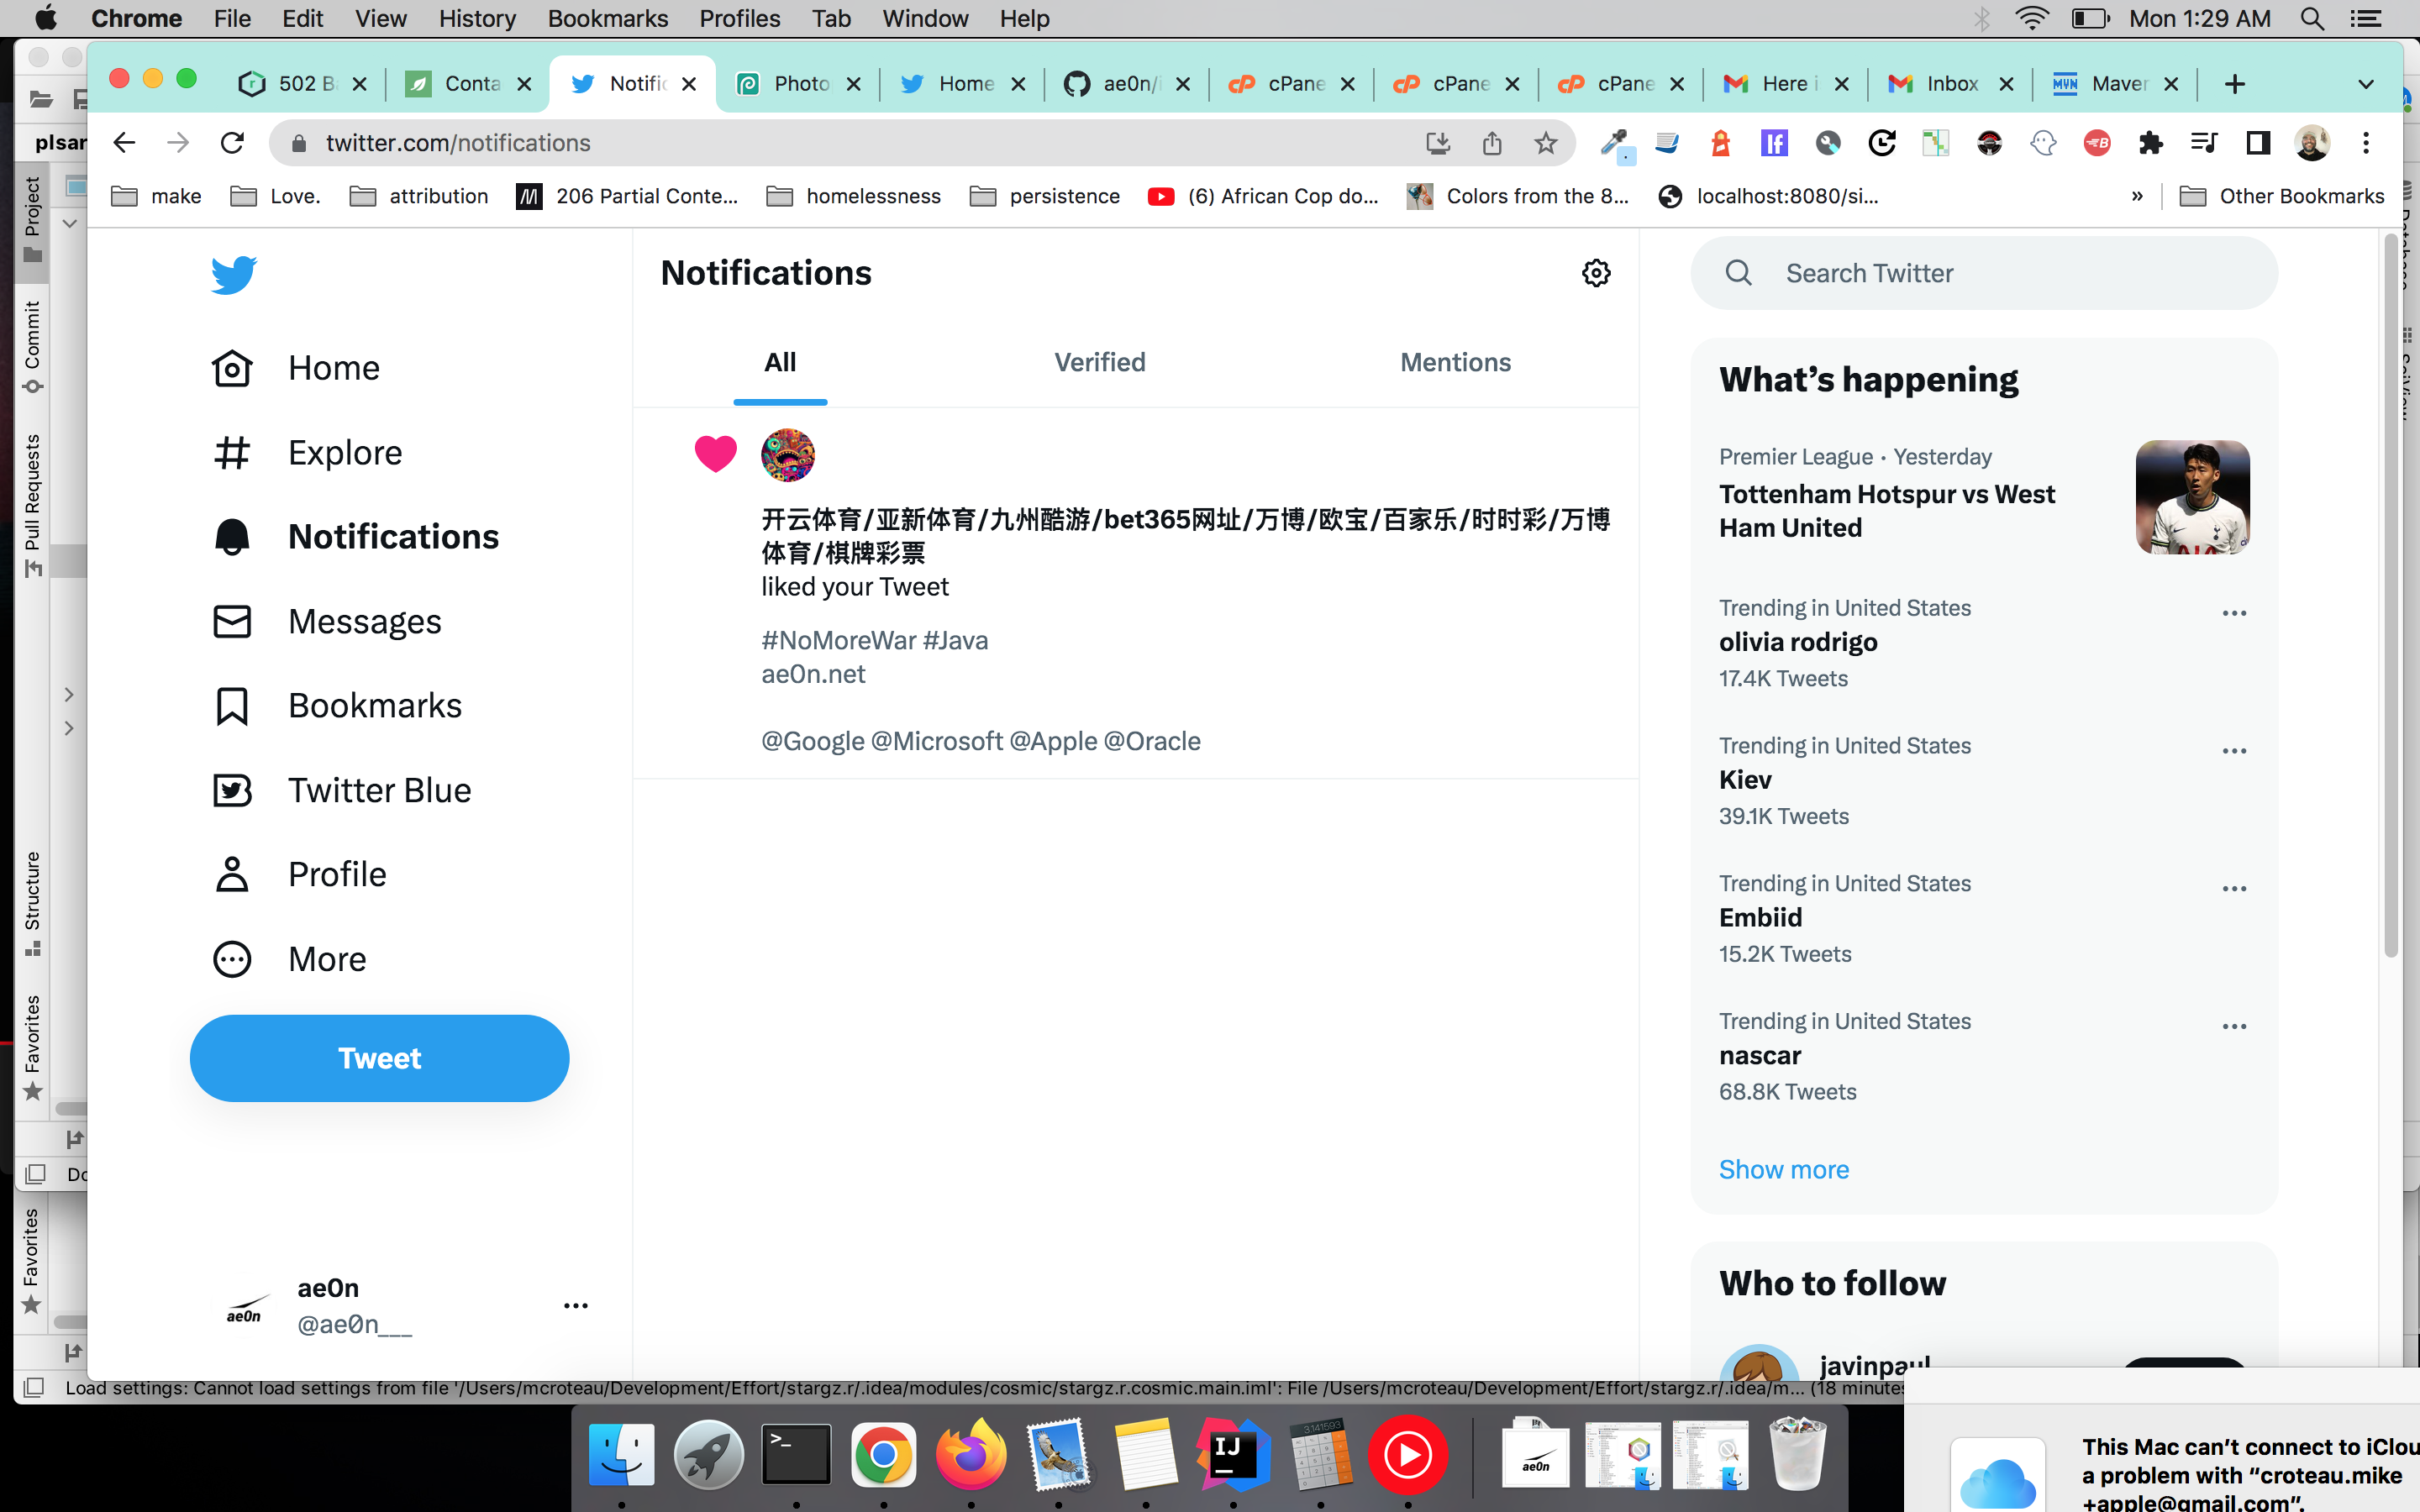 Chrome File Edit View History Bookmarks Profiles Tab Window Help Mon 1:29 AM
502 B Conta Notific Photo Home ae0n/ cPane cPane cPane Here i Inbox Maver
twitter.com/notifications
make Love. attribution 206 Partial Conte... homelessness persistence (6) African Cop do... Colors from the 8... localhost:8080/si... » Other Bookmarks
plsar
Project
Commit
Pull Requests
Structure
Favorites
Favorites
Home
Explore
Notifications
Messages
Bookmarks
Twitter Blue
Profile
More
Tweet
ae0n
ae0n
@ae0n___
Notifications
All Verified Mentions
开云体育/亚新体育/九州酷游/bet365网址/万博/欧宝/百家乐/时时彩/万博
体育/棋牌彩票
liked your Tweet
#NoMoreWar #Java
ae0n.net
@Google @Microsoft @Apple @Oracle
Search Twitter
What’s happening
Premier League · Yesterday
Tottenham Hotspur vs West
Ham United
Trending in United States
olivia rodrigo
17.4K Tweets
Trending in United States
Kiev
39.1K Tweets
Trending in United States
Embiid
15.2K Tweets
Trending in United States
nascar
68.8K Tweets
Show more
Who to follow
javinpaul
Load settings: Cannot load settings from file '/Users/mcroteau/Development/Effort/stargz.r/.idea/modules/cosmic/stargz.r.cosmic.main.iml': File /Users/mcroteau/Development/Effort/stargz.r/.idea/m... (18 minutes
IJ
3.141593
ae0n
This Mac can’t connect to iClou
a problem with “croteau.mike
+apple@gmail.com”.